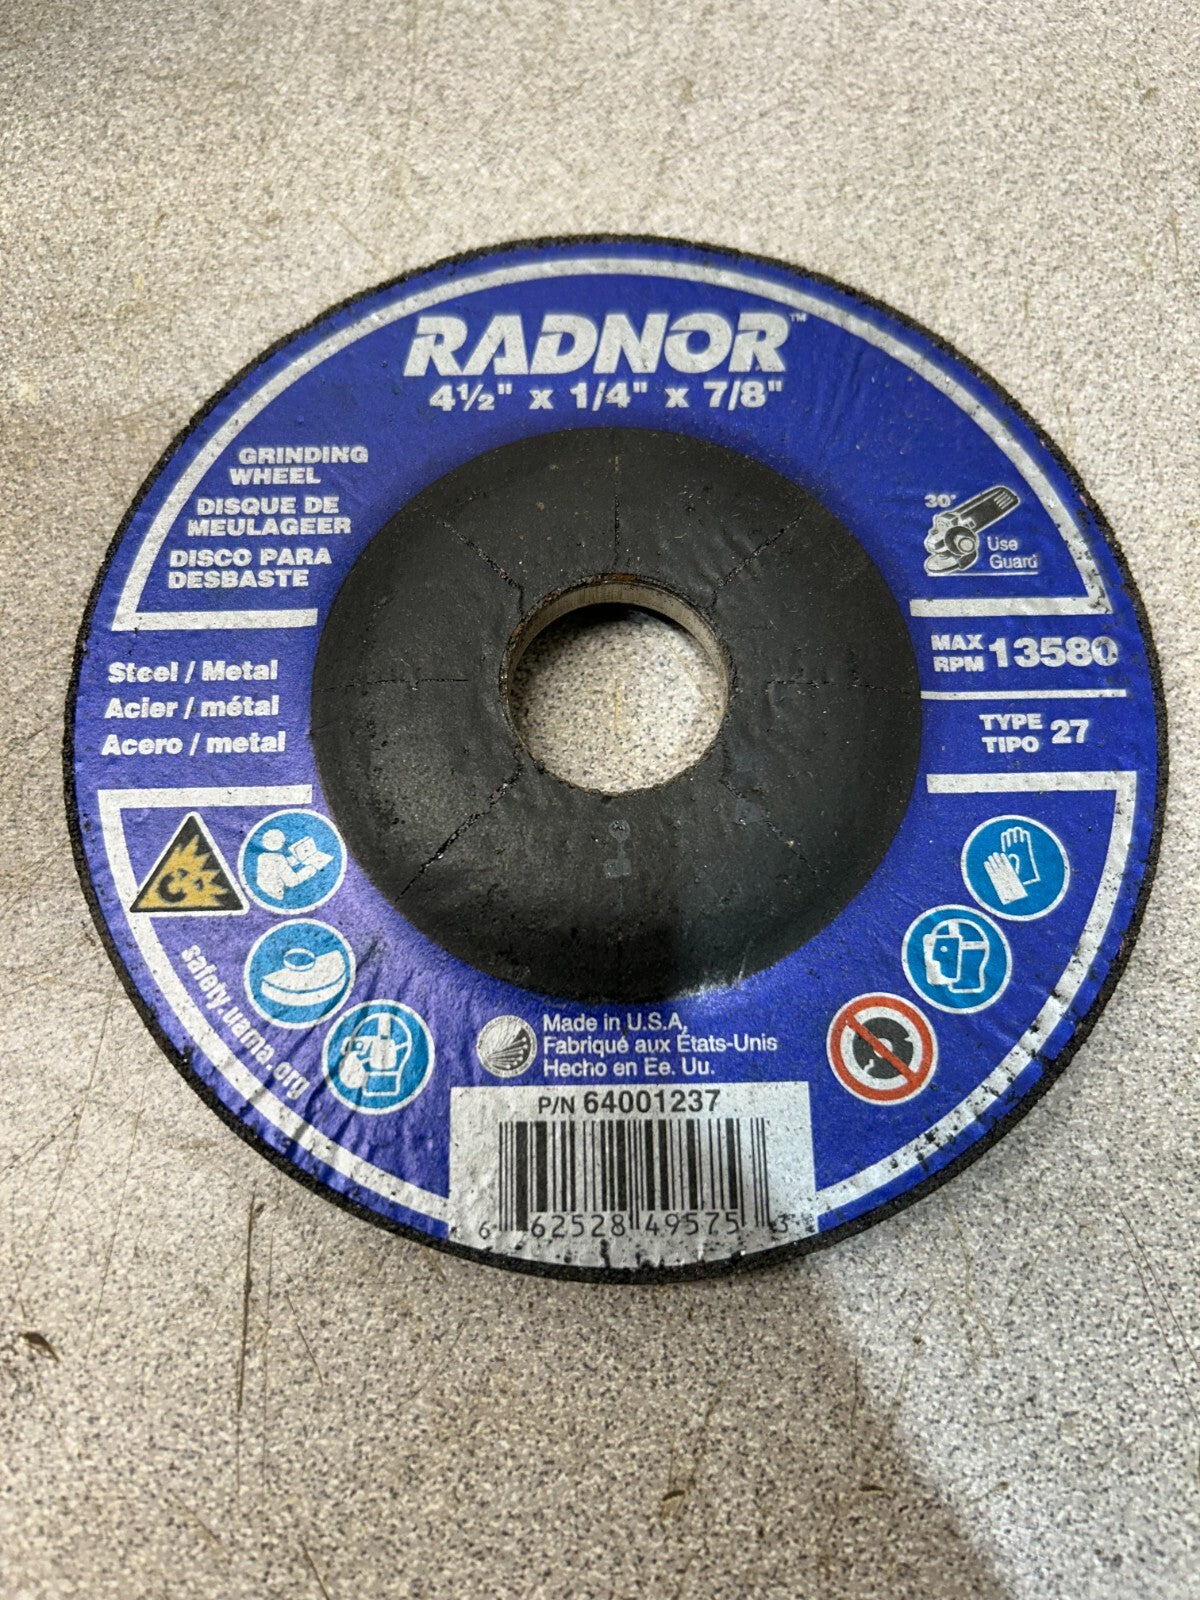 RADNOR™
4½" x 1/4" x 7/8"
GRINDING
WHEEL
DISQUE DE
MEULAGEER
DISCO PARA
DESBASTE
30°
Use
Guard
Steel / Metal
Acier / métal
Acero / metal
MAX
RPM 13580
TYPE
TIPO 27
safety.uama.org
Made in U.S.A,
Fabriqué aux États-Unis
Hecho en Ee. Uu.
P/N 64001237
6 62528 49575 3